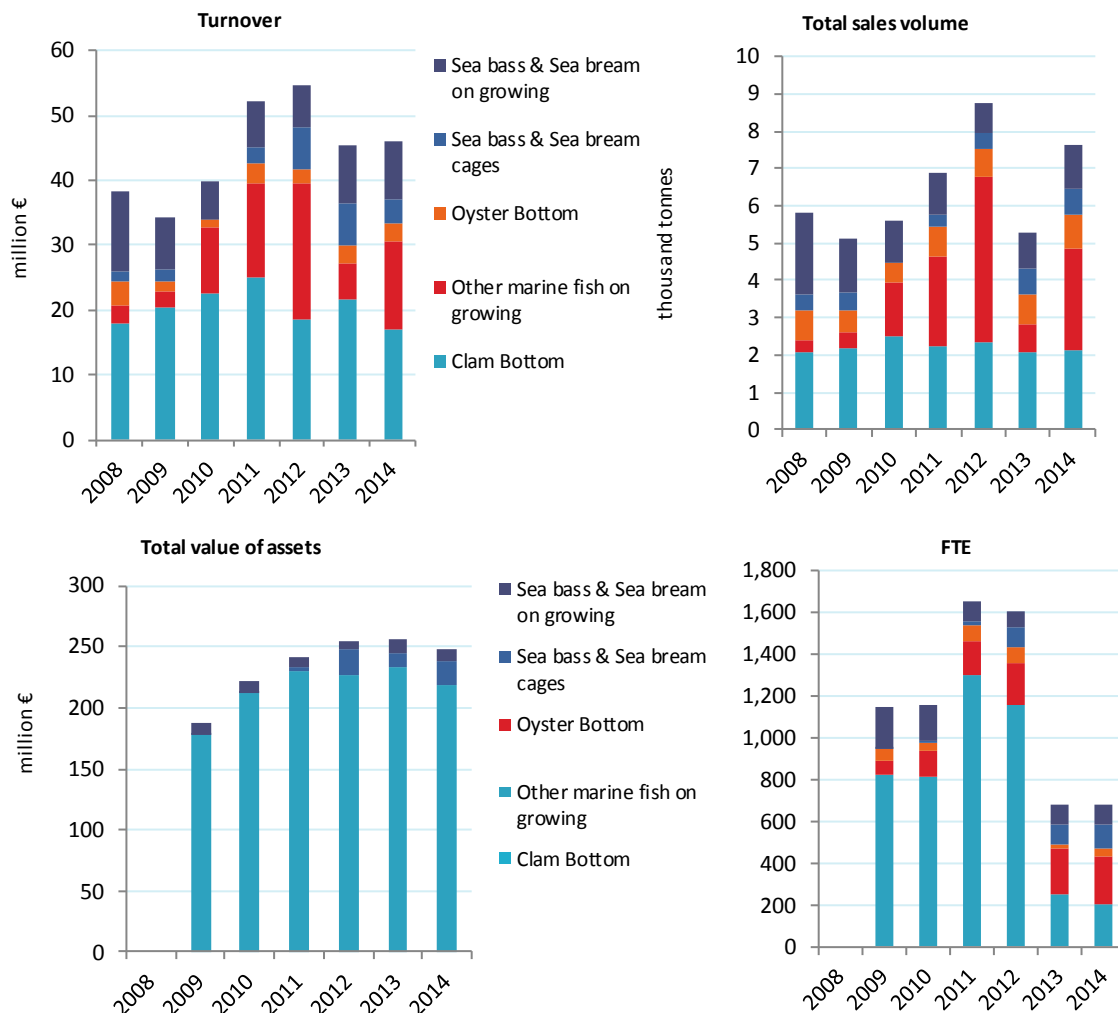 Turnover
60
50
40
30
20
10
0
million €
2008
2009
2010
2011
2012
2013
2014
Sea bass & Sea bream
on growing
Sea bass & Sea bream
cages
Oyster Bottom
Other marine fish on
growing
Clam Bottom
Total sales volume
10
9
8
7
6
5
4
3
2
1
0
thousand tonnes
2008
2009
2010
2011
2012
2013
2014
Total value of assets
300
250
200
150
100
50
0
million €
2008
2009
2010
2011
2012
2013
2014
Sea bass & Sea bream
on growing
Sea bass & Sea bream
cages
Oyster Bottom
Other marine fish on
growing
Clam Bottom
FTE
1,800
1,600
1,400
1,200
1,000
800
600
400
200
0
2008
2009
2010
2011
2012
2013
2014